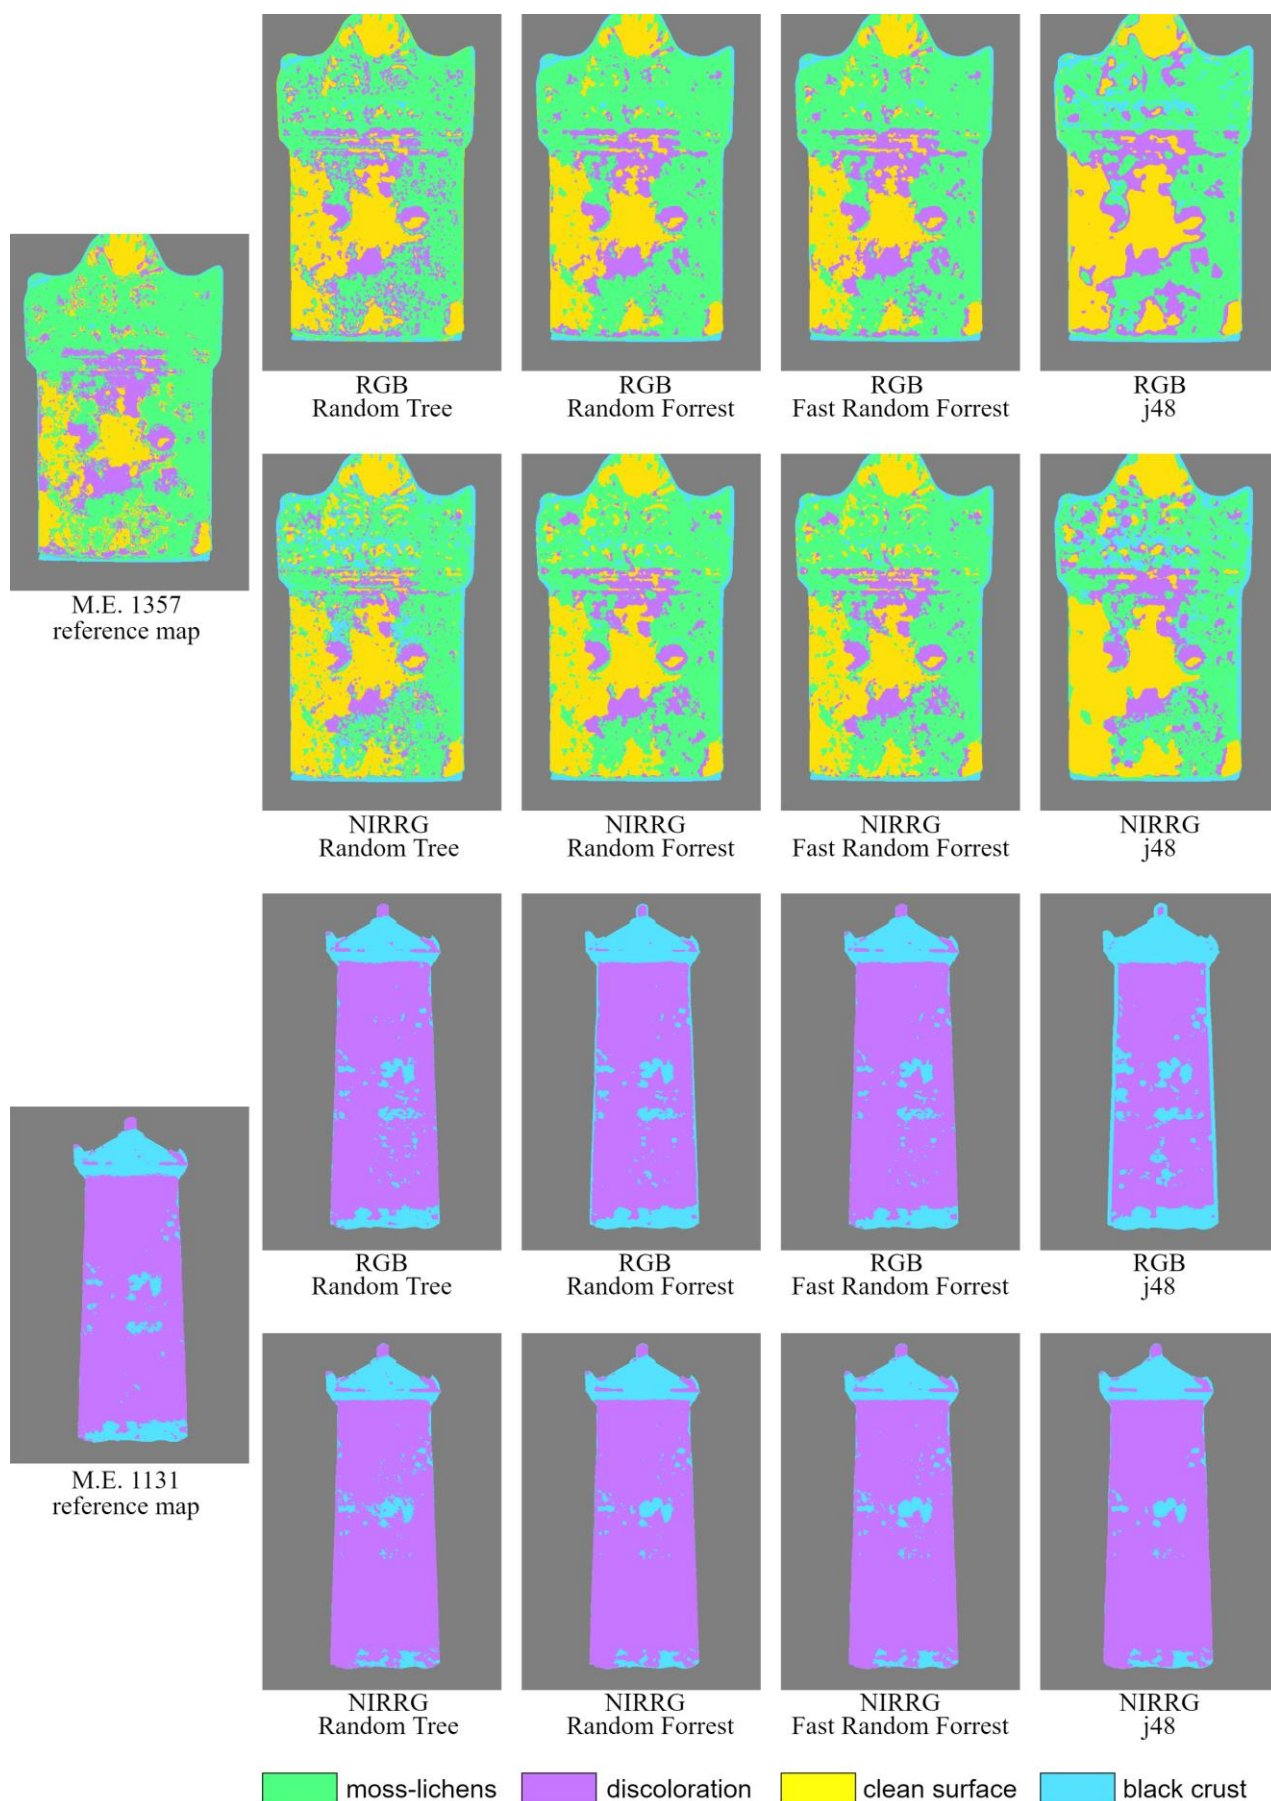 RGB
Random Tree
RGB
Random Forrest
RGB
Fast Random Forrest
RGB
j48
M.E. 1357
reference map
NIRRG
Random Tree
NIRRG
Random Forrest
NIRRG
Fast Random Forrest
NIRRG
j48
RGB
Random Tree
RGB
Random Forrest
RGB
Fast Random Forrest
RGB
j48
M.E. 1131
reference map
NIRRG
Random Tree
NIRRG
Random Forrest
NIRRG
Fast Random Forrest
NIRRG
j48
moss-lichens
discoloration
clean surface
black crust